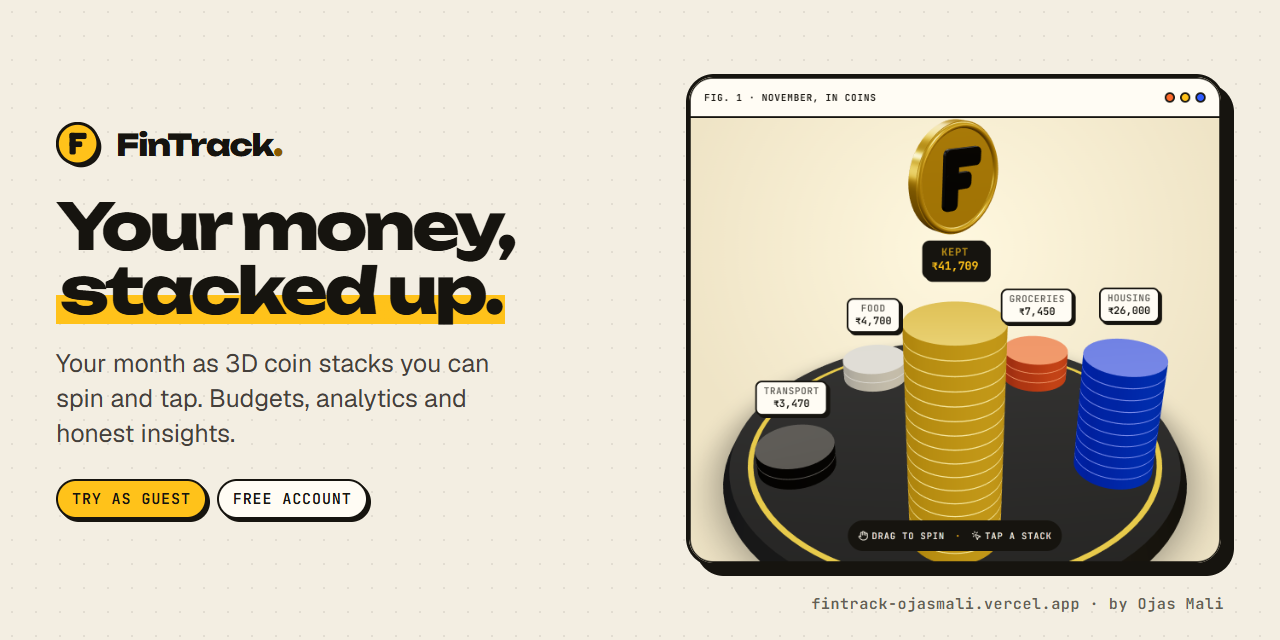 F FinTrack.
Your money,
stacked up.
Your month as 3D coin stacks you can
spin and tap. Budgets, analytics and
honest insights.
TRY AS GUEST
FREE ACCOUNT
FIG. 1 · NOVEMBER, IN COINS
F
KEPT
₹41,709
FOOD
₹4,700
GROCERIES
₹7,450
HOUSING
₹26,000
TRANSPORT
₹3,470
DRAG TO SPIN · TAP A STACK
fintrack-ojasmali.vercel.app · by Ojas Mali